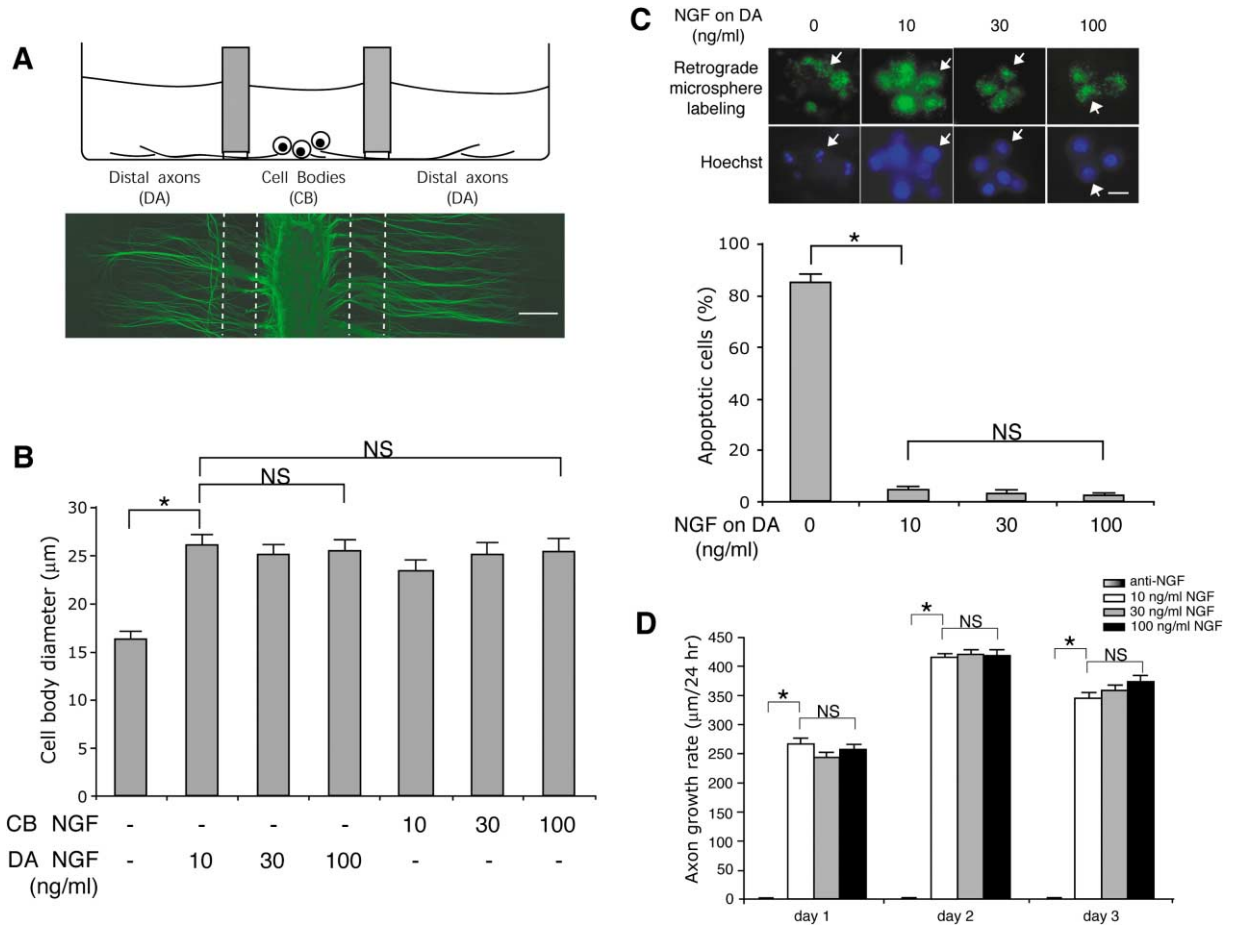 A
Distal axons
(DA)
Cell Bodies
(CB)
Distal axons
(DA)
B
NS
NS
*
30
25
20
15
10
5
0
Cell body diameter (μm)
CB NGF - - - - 10 30 100
DA NGF - 10 30 100 - - -
(ng/ml)
C
NGF on DA
(ng/ml)
0 10 30 100
Retrograde
microsphere
labeling
Hoechst
100
80
60
40
20
0
Apoptotic cells (%)
*
NS
NGF on DA 0 10 30 100
(ng/ml)
D
anti-NGF
10 ng/ml NGF
30 ng/ml NGF
100 ng/ml NGF
450
400
350
300
250
200
150
100
50
0
Axon growth rate (μm/24 hr)
* NS
* NS
* NS
day 1 day 2 day 3